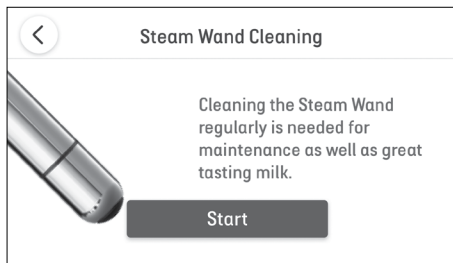 Steam Wand Cleaning
Cleaning the Steam Wand
regularly is needed for
maintenance as well as great
tasting milk.
Start